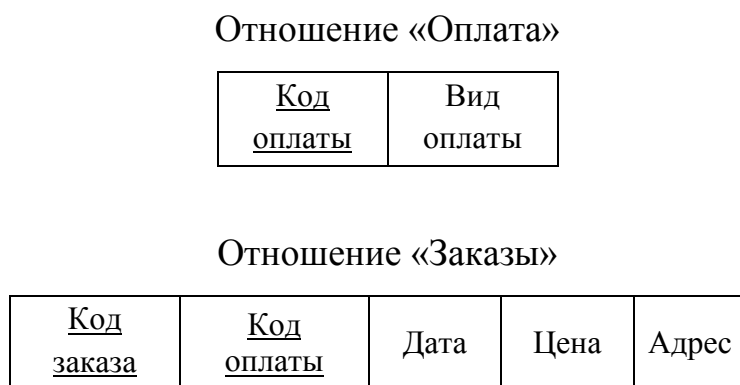 Отношение «Оплата»
Код Вид
оплаты оплаты
Отношение «Заказы»
Код Код Дата Цена Адрес
заказа оплаты